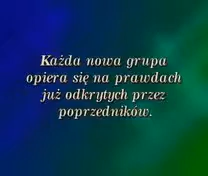 Każda nowa grupa
opiera się na prawdach
już odkrytych przez
poprzedników.